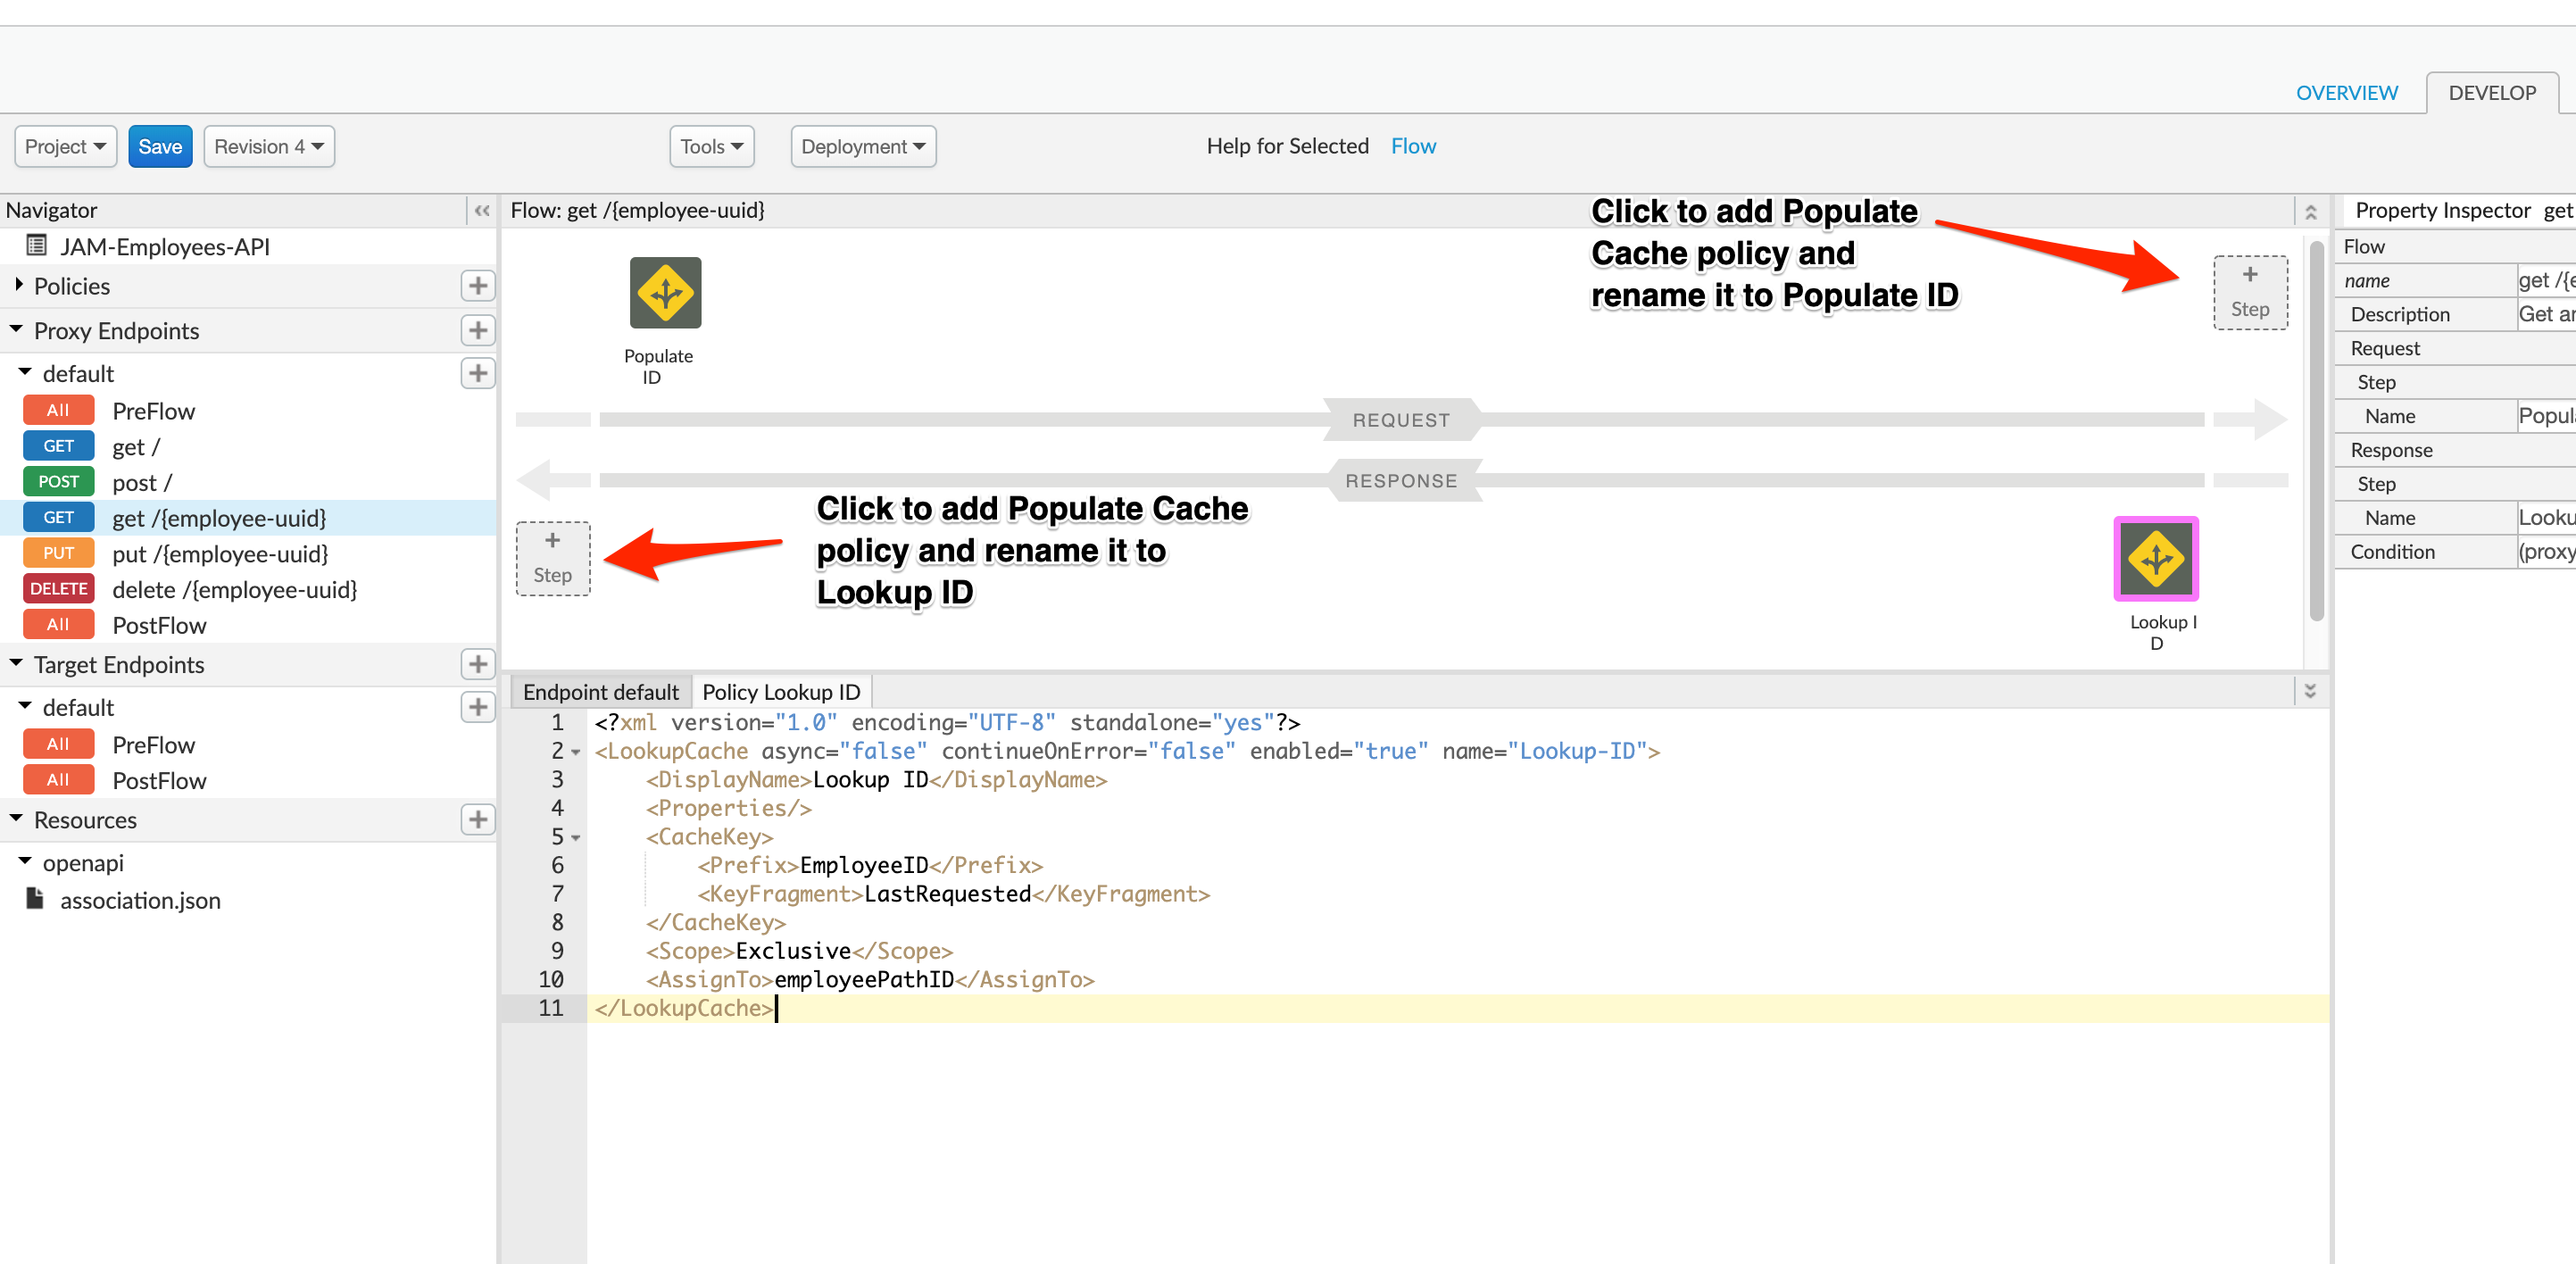 OVERVIEW
DEVELOP
Project
Save
Revision 4
Tools
Deployment
Help for Selected
Flow
Navigator
JAM-Employees-API
Policies
Proxy Endpoints
default
All PreFlow
GET get /
POST post /
GET get /{employee-uuid}
PUT put /{employee-uuid}
DELETE delete /{employee-uuid}
All PostFlow
Target Endpoints
default
All PreFlow
All PostFlow
Resources
openapi
association.json
Flow: get /{employee-uuid}
Click to add Populate
Cache policy and
rename it to Populate ID
+
Step
Populate
ID
REQUEST
RESPONSE
+
Step
Click to add Populate Cache
policy and rename it to
Lookup ID
Lookup I
D
Endpoint default
Policy Lookup ID
1 <?xml version="1.0" encoding="UTF-8" standalone="yes"?>
2 <LookupCache async="false" continueOnError="false" enabled="true" name="Lookup-ID">
3 <DisplayName>Lookup ID</DisplayName>
4 <Properties/>
5 <CacheKey>
6 <Prefix>EmployeeID</Prefix>
7 <KeyFragment>LastRequested</KeyFragment>
8 </CacheKey>
9 <Scope>Exclusive</Scope>
10 <AssignTo>employeePathID</AssignTo>
11 </LookupCache>
Property Inspector get
Flow
name get /{e
Description Get an
Request
Step
Name Popul
Response
Step
Name Looku
Condition (proxy